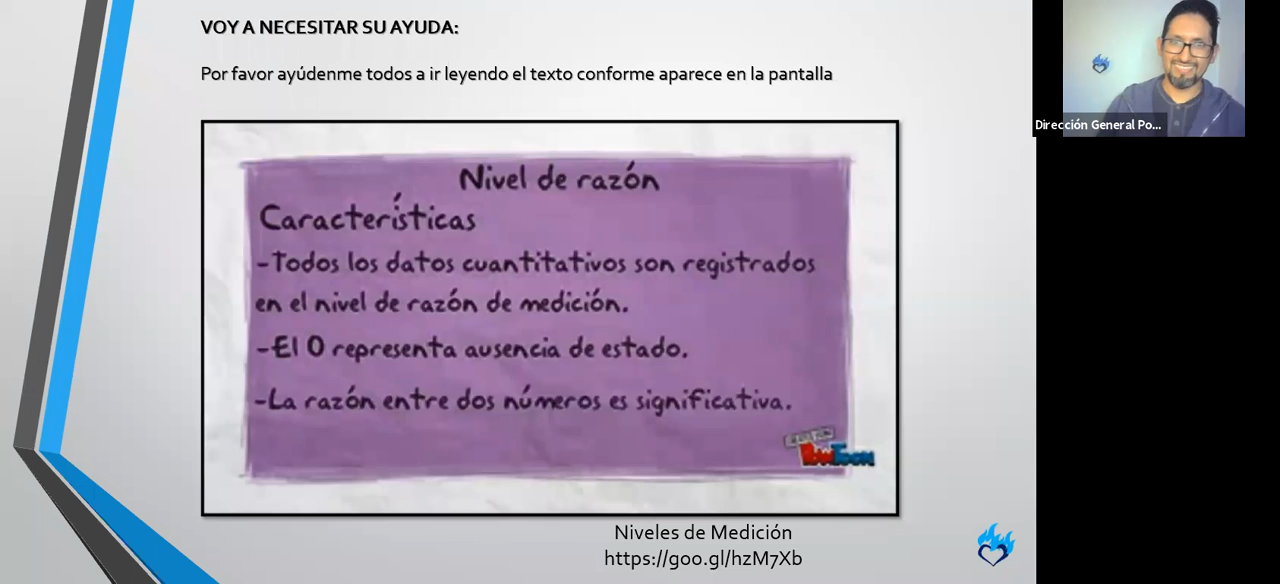 VOY A NECESITAR SU AYUDA:
Por favor ayúdenme todos a ir leyendo el texto conforme aparece en la pantalla
Nivel de razón
Características
-Todos los datos cuantitativos son registrados
en el nivel de razón de medición.
-El 0 representa ausencia de estado.
-La razón entre dos números es significativa.
Niveles de Medición
https://goo.gl/hzM7Xb
Dirección General Po...